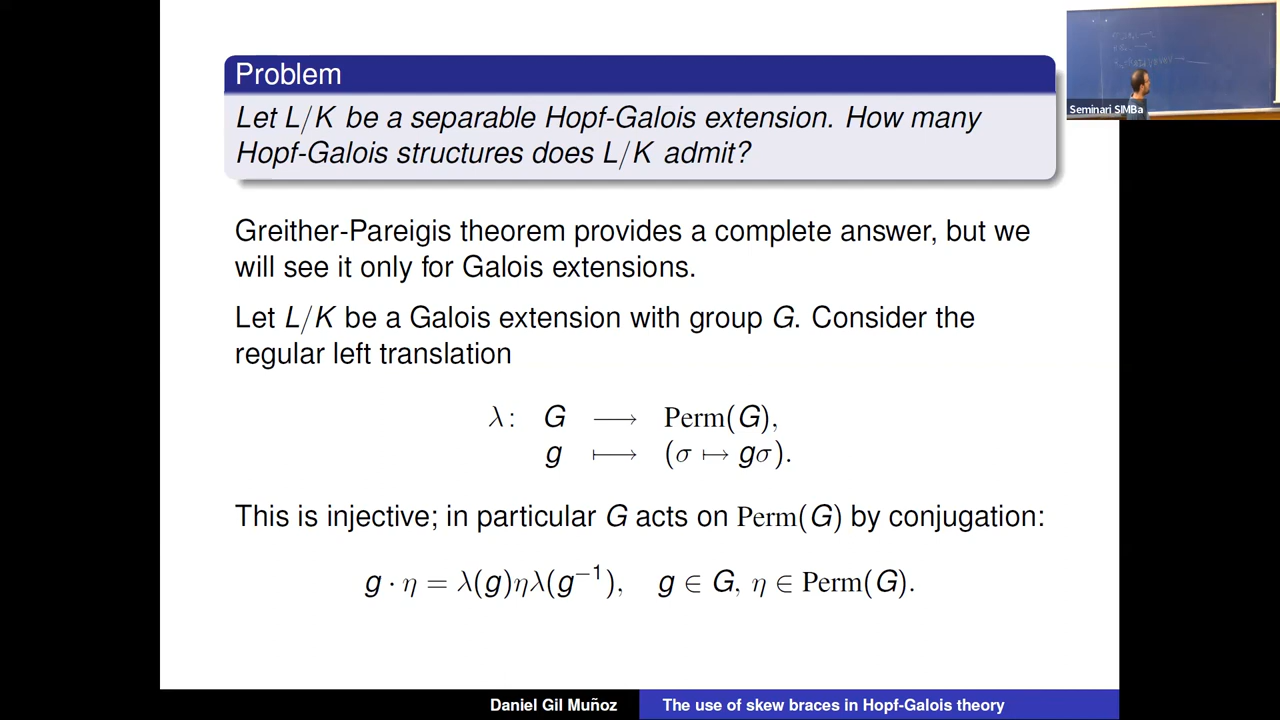 Problem
Let L/K be a separable Hopf-Galois extension. How many
Hopf-Galois structures does L/K admit?
Greither-Pareigis theorem provides a complete answer, but we
will see it only for Galois extensions.
Let L/K be a Galois extension with group G. Consider the
regular left translation
λ: G ⟶ Perm(G),
g ⟼ (σ ↦ gσ).
This is injective; in particular G acts on Perm(G) by conjugation:
g · η = λ(g)ηλ(g⁻¹), g ∈ G, η ∈ Perm(G).
Daniel Gil Muñoz
The use of skew braces in Hopf-Galois theory
Seminari SIMBa